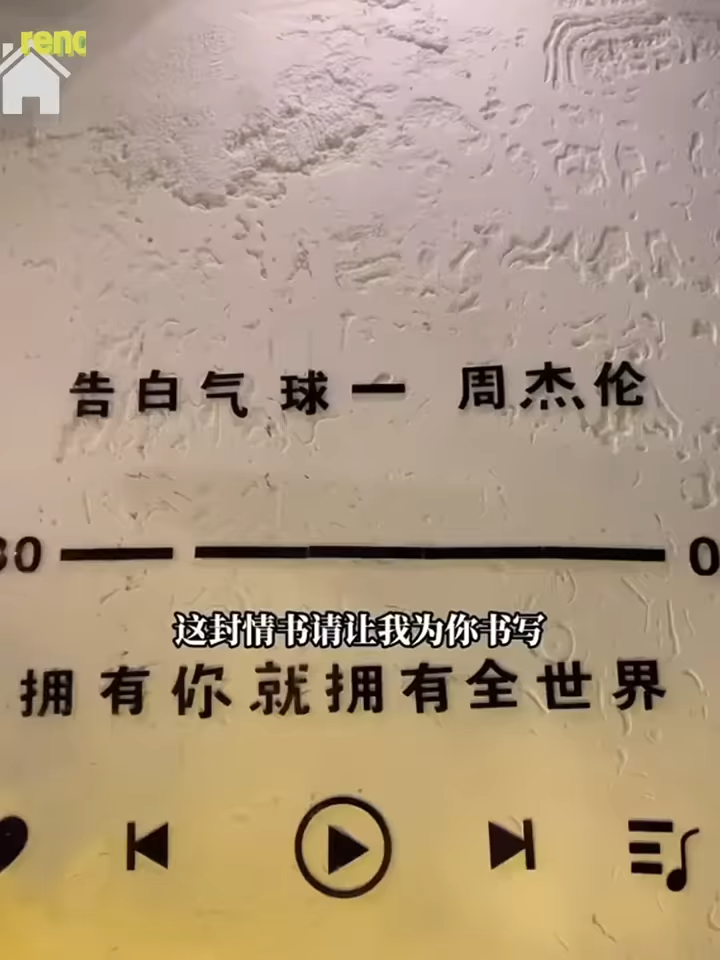 告白气球一 周杰伦
这封情书请让我为你书写
拥有你就拥有全世界